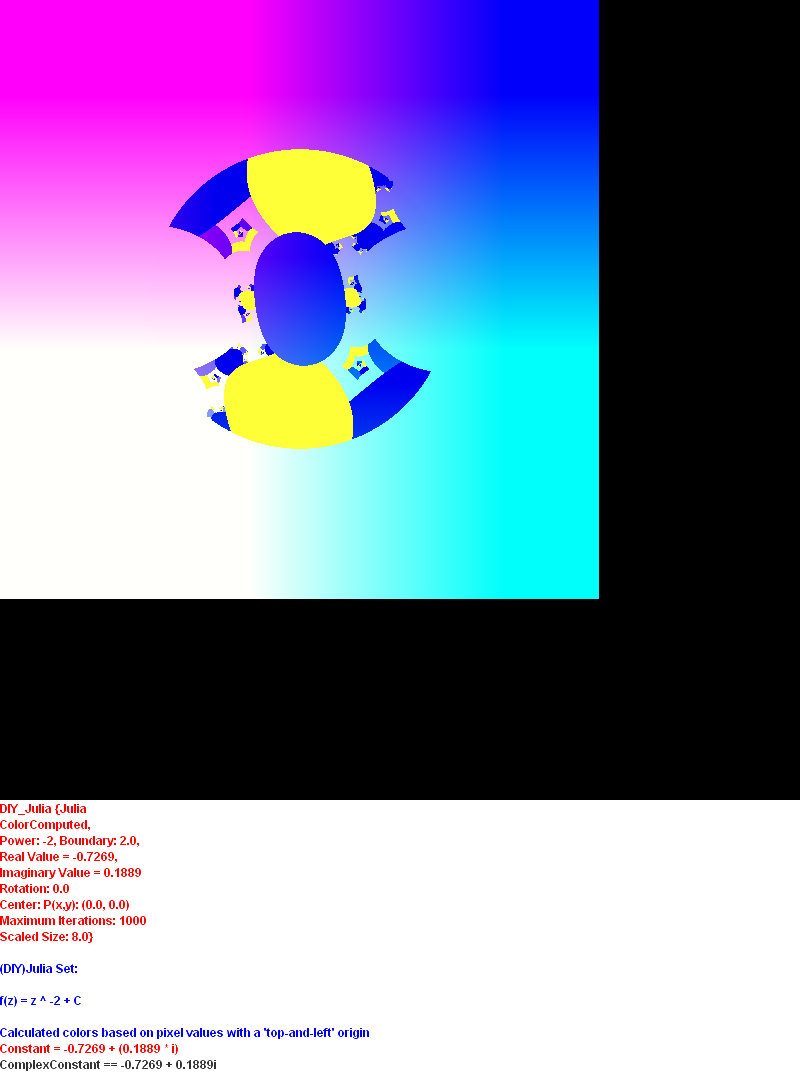 DIY_Julia {Julia
ColorComputed,
Power: -2, Boundary: 2.0,
Real Value = -0.7269,
Imaginary Value = 0.1889
Rotation: 0.0
Center: P(x,y): (0.0, 0.0)
Maximum Iterations: 1000
Scaled Size: 8.0}
(DIY)Julia Set:
f(z) = z ^ -2 + C
Calculated colors based on pixel values with a 'top-and-left' origin
Constant = -0.7269 + (0.1889 * i)
ComplexConstant == -0.7269 + 0.1889i